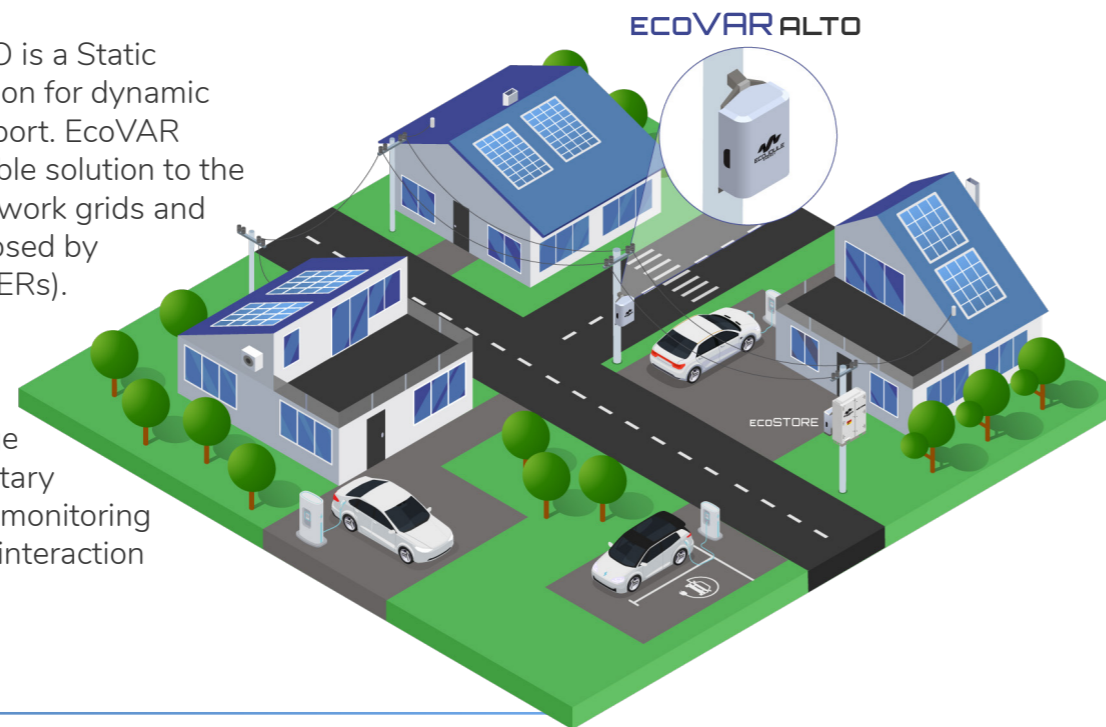 ECOVAR ALTO
O is a Static
ion for dynamic
port. EcoVAR
ble solution to the
work grids and
osed by
ERs).
ECOSTORE
e
tary
monitoring
interaction